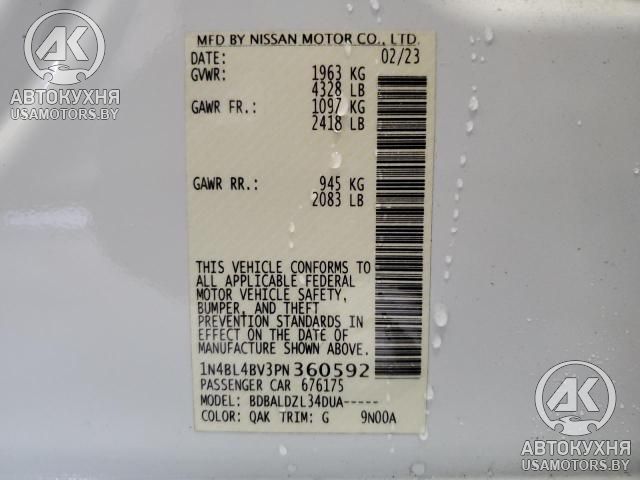 AK
АВТОКУХНЯ
USAMOTORS.BY
MFD BY NISSAN MOTOR CO., LTD.
DATE: 02/23
GVWR: 1963 KG
4328 LB
GAWR FR.: 1097 KG
2418 LB
GAWR RR.: 945 KG
2083 LB
THIS VEHICLE CONFORMS TO
ALL APPLICABLE FEDERAL
MOTOR VEHICLE SAFETY,
BUMPER, AND THEFT
PREVENTION STANDARDS IN
EFFECT ON THE DATE OF
MANUFACTURE SHOWN ABOVE.
1N4BL4BV3PN360592
PASSENGER CAR 676175
MODEL: BDBALDZL34DUA-----
COLOR: QAK TRIM: G 9N00A
AK
АВТОКУХНЯ
USAMOTORS.BY